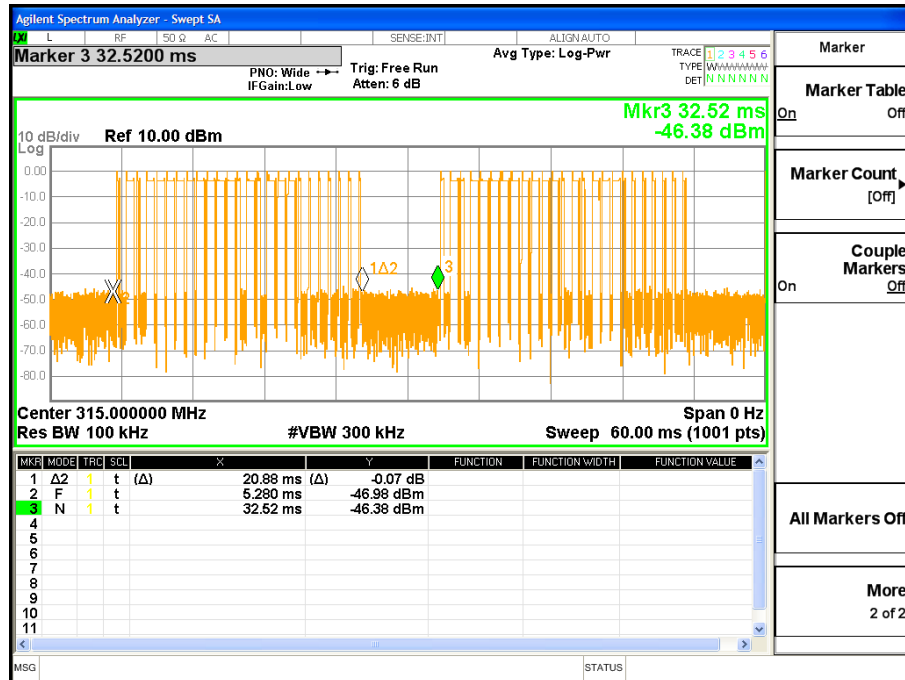 Agilent Spectrum Analyzer - Swept SA
LXI L RF 50 Ω AC SENSE:INT ALIGN AUTO
Marker 3 32.5200 ms
PNO: Wide
IFGain:Low
Trig: Free Run
Atten: 6 dB
Avg Type: Log-Pwr
TRACE 1 2 3 4 5 6
TYPE WWWWWW
DET N N N N N N
Mkr3 32.52 ms
-46.38 dBm
10 dB/div Ref 10.00 dBm
Log
0.00
-10.0
-20.0
-30.0
-40.0
-50.0
-60.0
-70.0
-80.0
1Δ2
3
2
Center 315.000000 MHz Span 0 Hz
Res BW 100 kHz #VBW 300 kHz Sweep 60.00 ms (1001 pts)
MKR MODE TRC SCL X Y FUNCTION FUNCTION WIDTH FUNCTION VALUE
1 Δ2 1 t (Δ) 20.88 ms (Δ) -0.07 dB
2 F 1 t 5.280 ms -46.98 dBm
3 N 1 t 32.52 ms -46.38 dBm
4
5
6
7
8
9
10
11
MSG STATUS
Marker
Marker Table
On Off
Marker Count
[Off]
Couple
Markers
On Off
All Markers Off
More
2 of 2